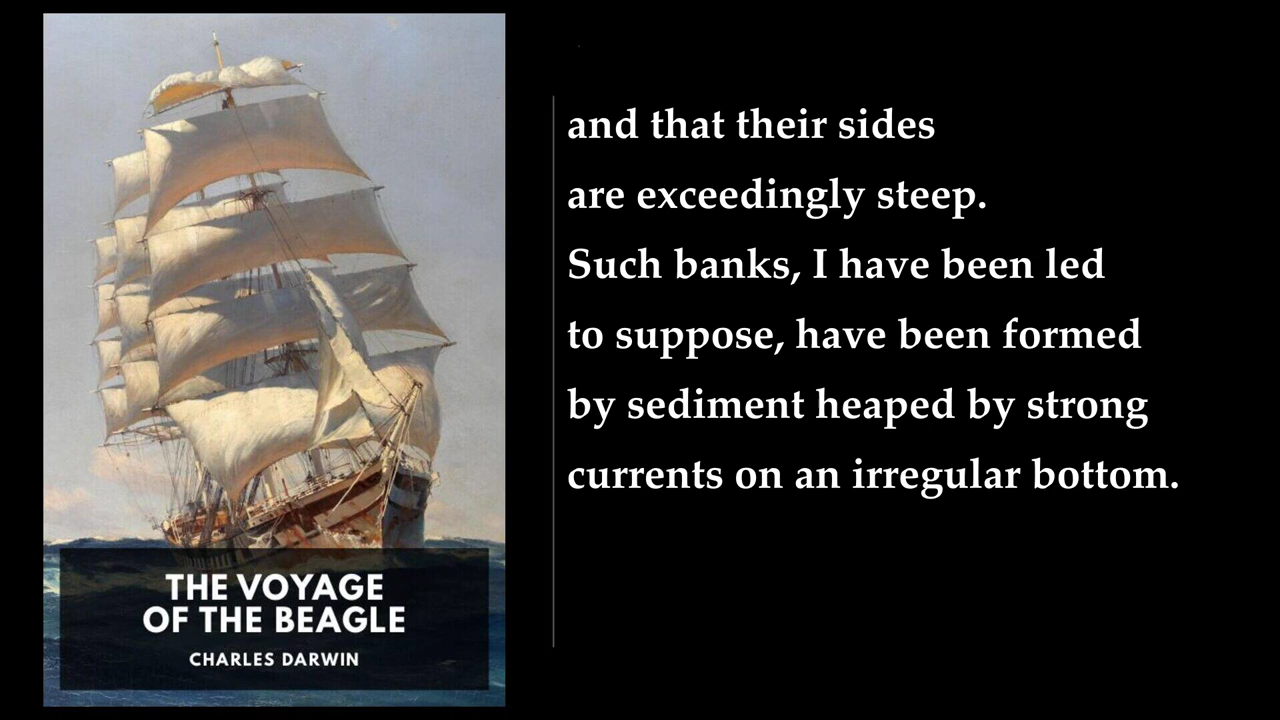 THE VOYAGE
OF THE BEAGLE
CHARLES DARWIN
and that their sides
are exceedingly steep.
Such banks, I have been led
to suppose, have been formed
by sediment heaped by strong
currents on an irregular bottom.